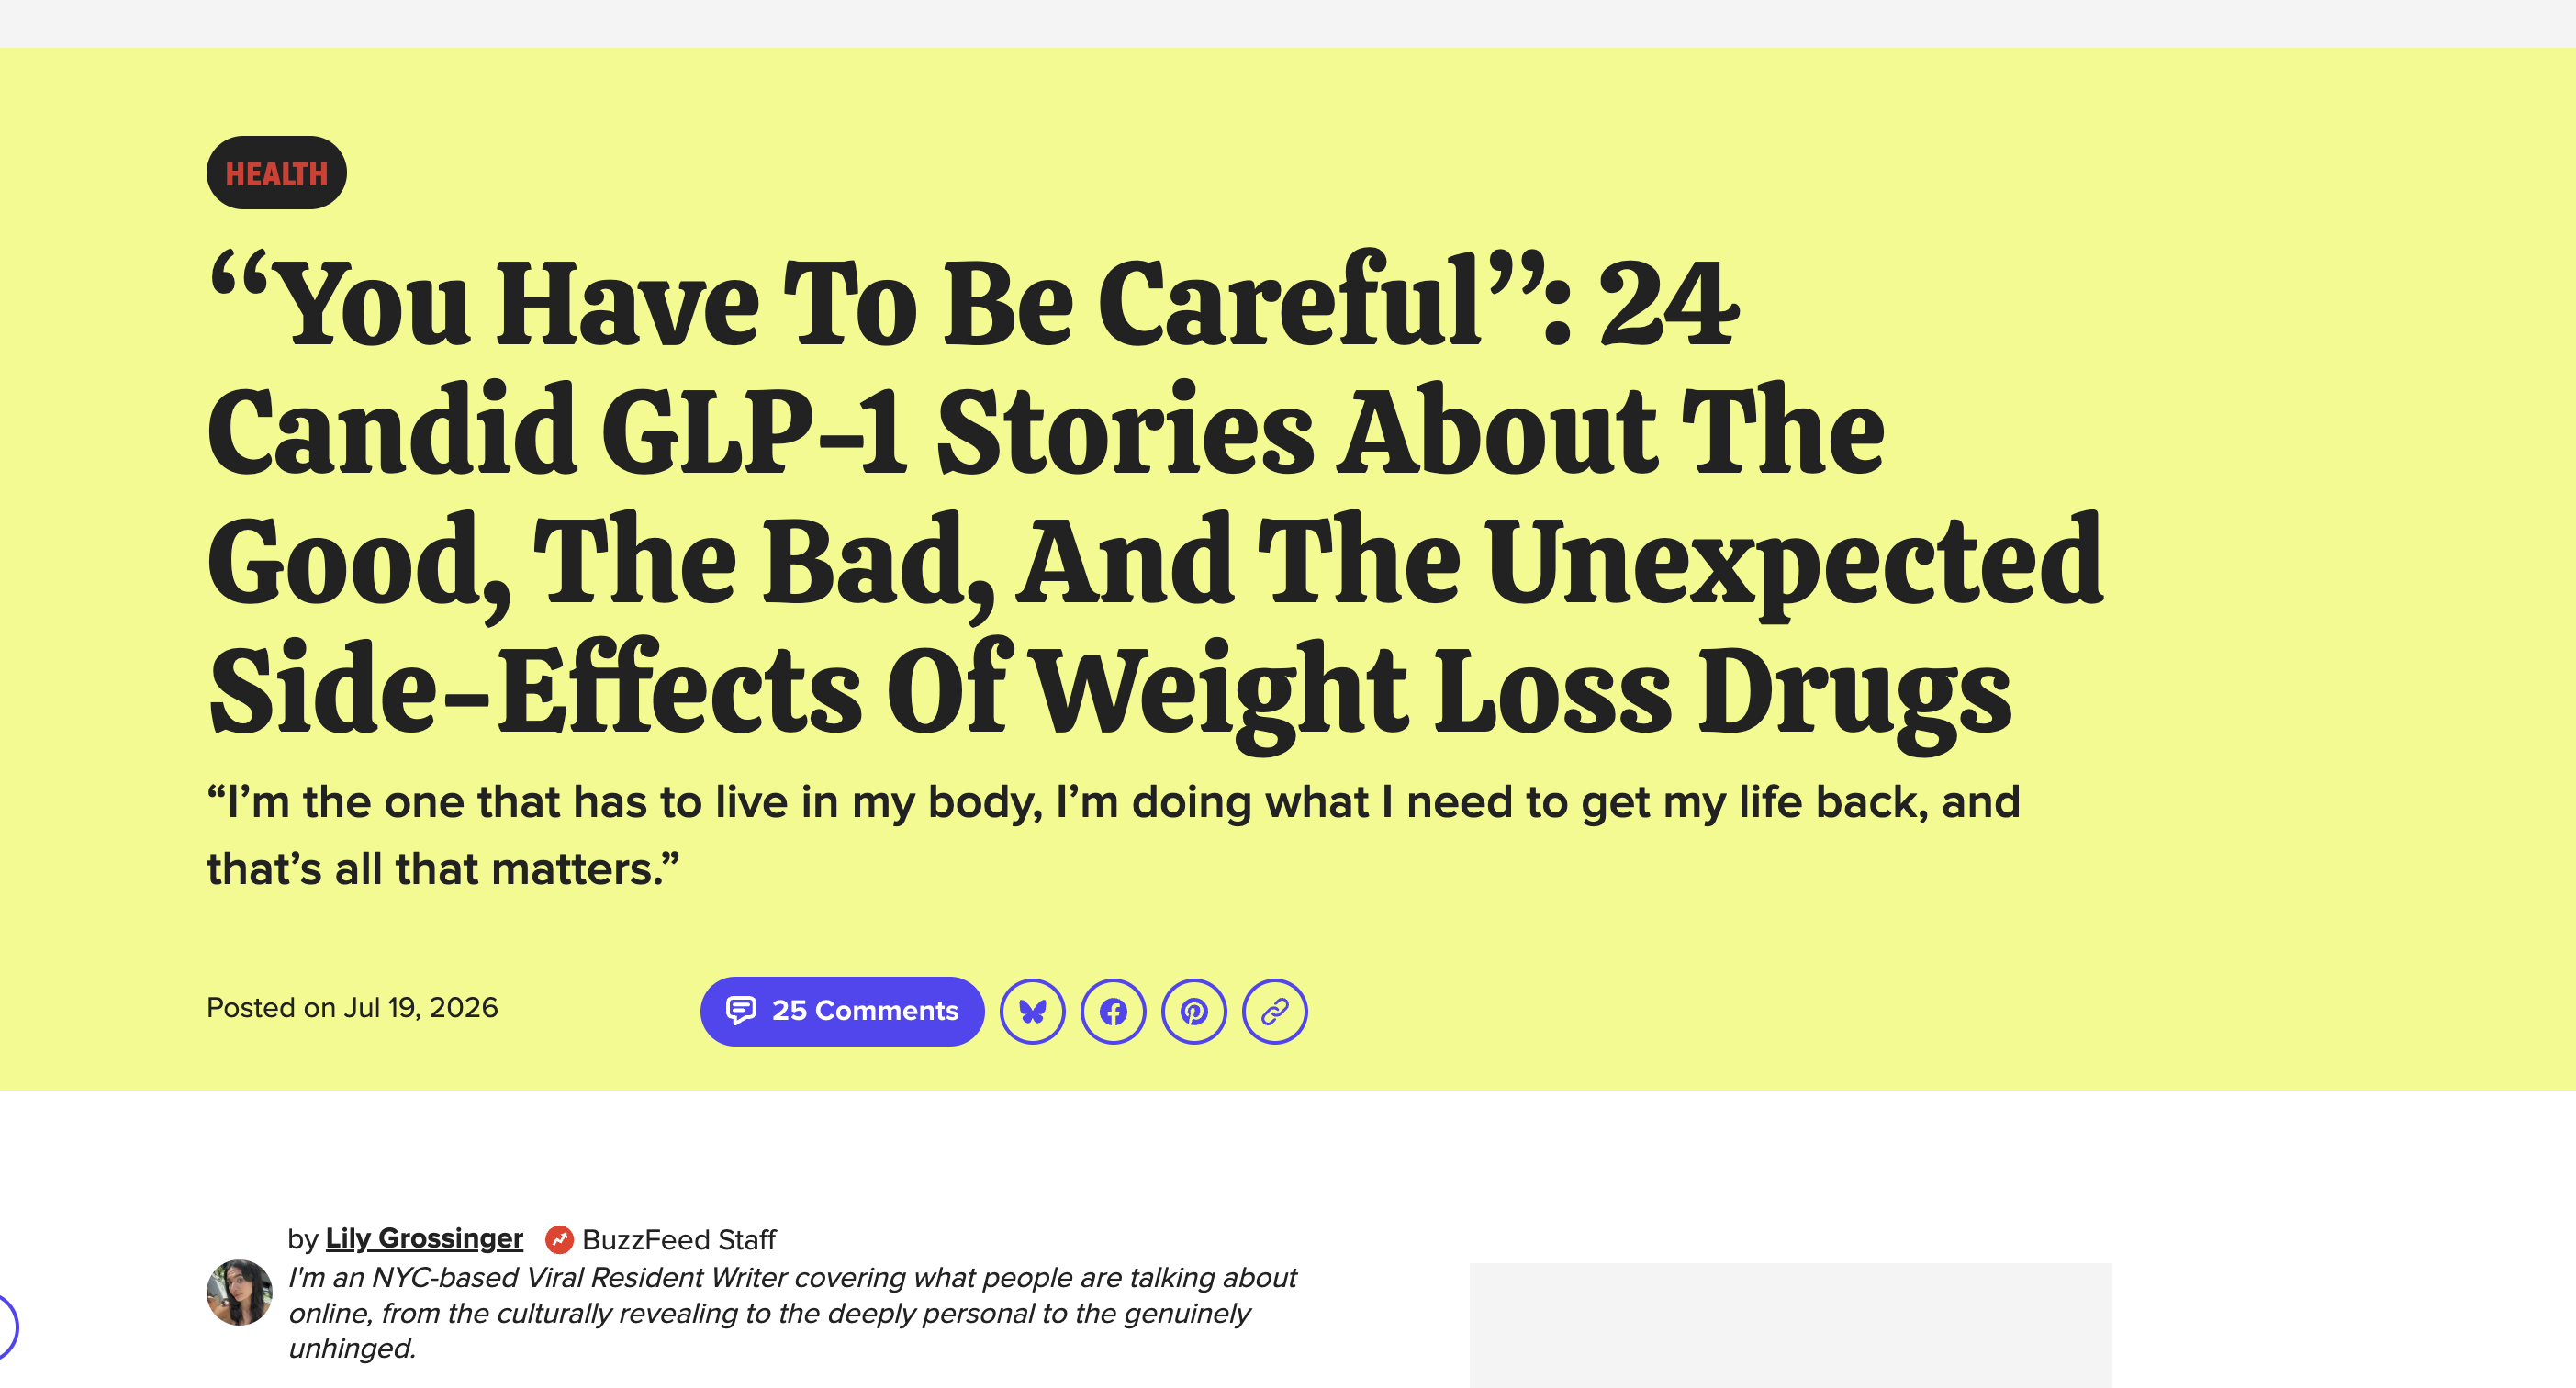 HEALTH
“You Have To Be Careful”: 24
Candid GLP-1 Stories About The
Good, The Bad, And The Unexpected
Side-Effects Of Weight Loss Drugs
“I’m the one that has to live in my body, I’m doing what I need to get my life back, and
that’s all that matters.”
Posted on Jul 19, 2026
25 Comments
by Lily Grossinger BuzzFeed Staff
I'm an NYC-based Viral Resident Writer covering what people are talking about
online, from the culturally revealing to the deeply personal to the genuinely
unhinged.